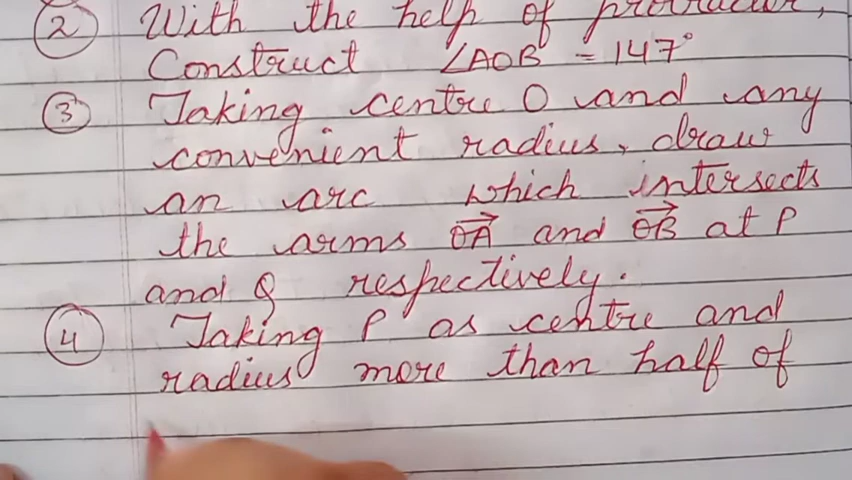 ② With the help of protractor,
Construct ∠AOB = 147°
③ Taking centre O and any
convenient radius, draw
an arc which intersects
the arms OA→ and OB→ at P
and Q respectively.
④ Taking P as centre and
radius more than half of